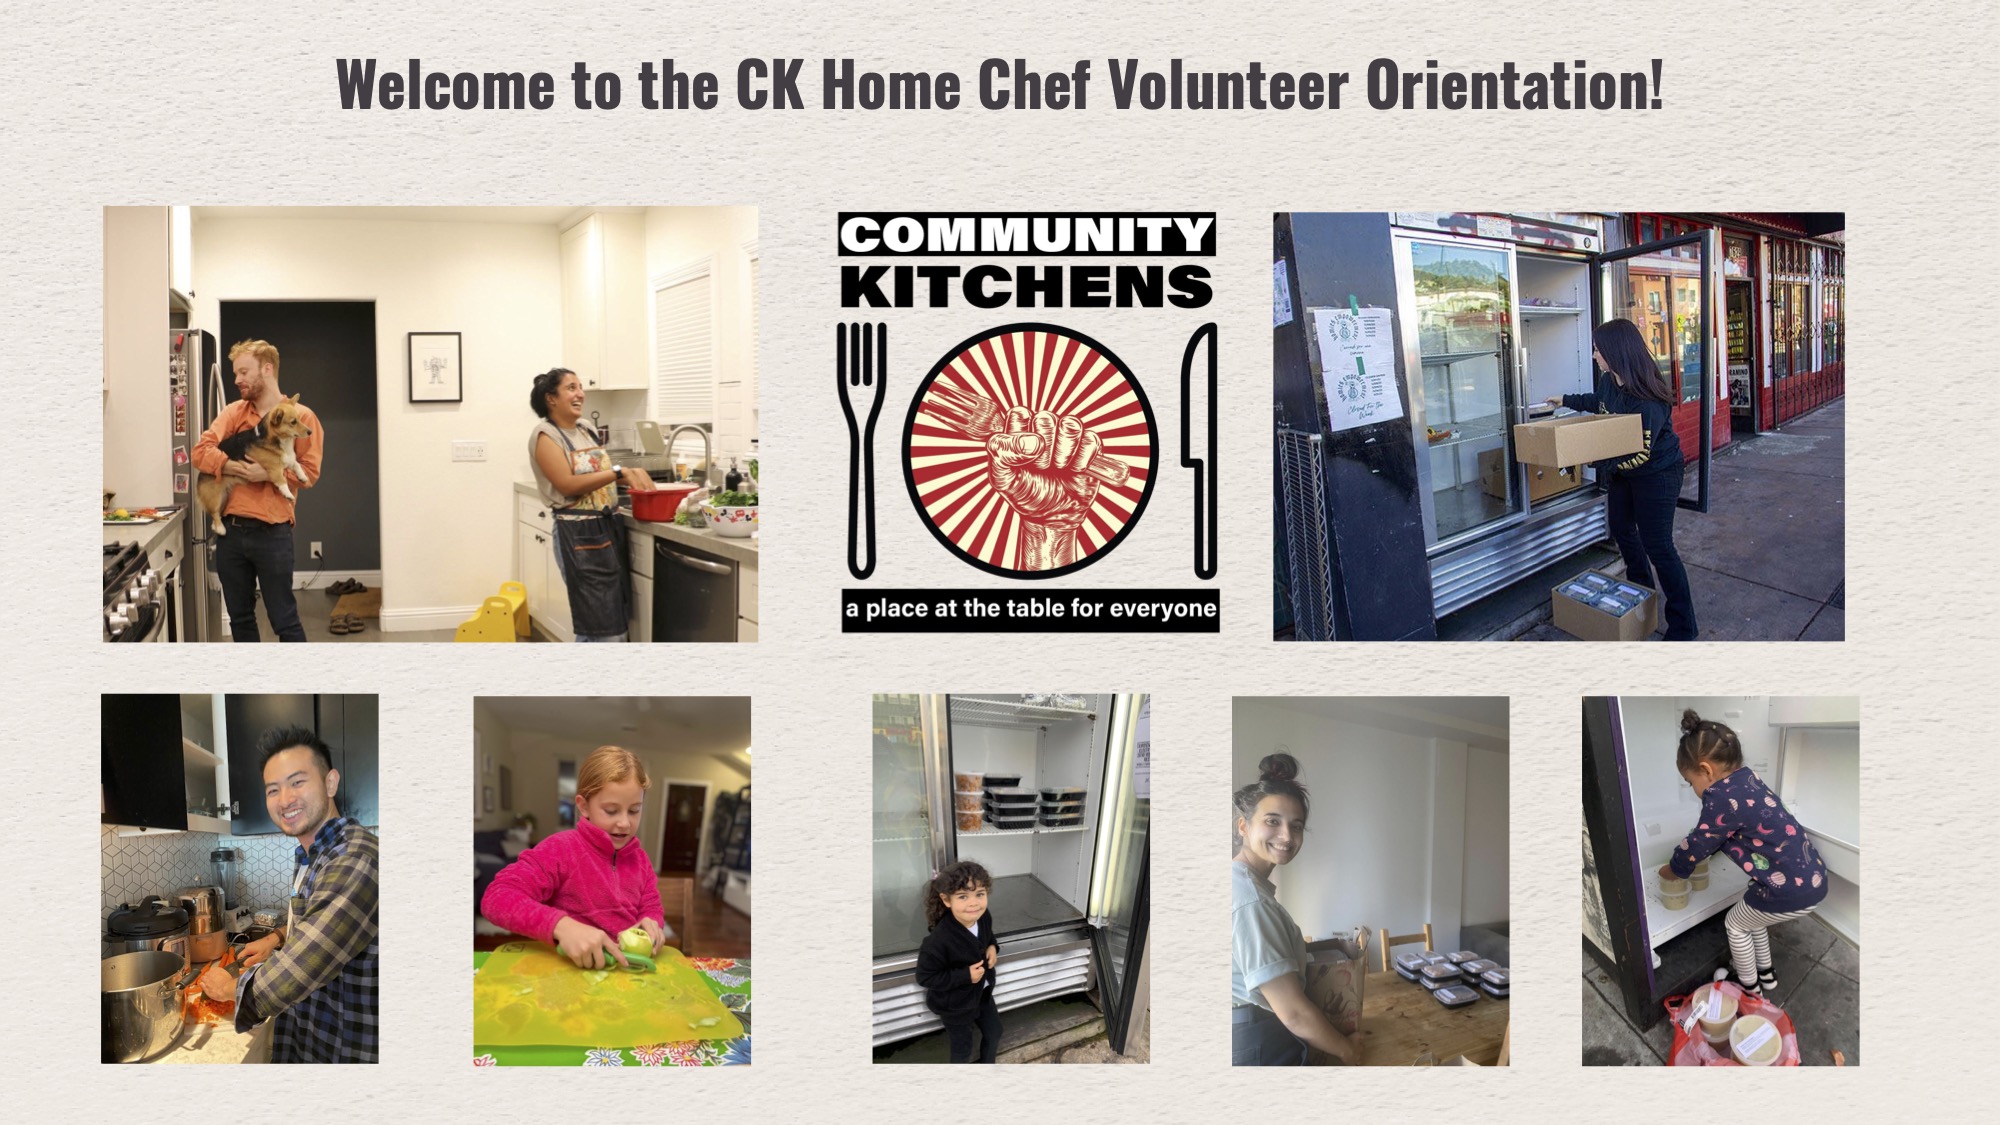 Welcome to the CK Home Chef Volunteer Orientation!
COMMUNITY
KITCHENS
a place at the table for everyone